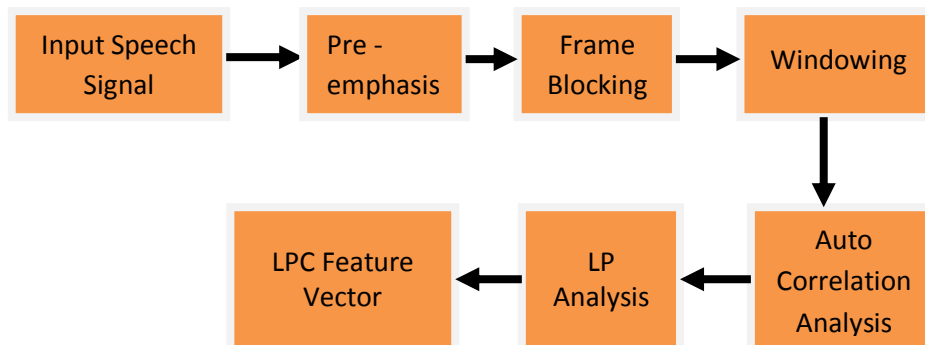 Input Speech
Signal
Pre -
emphasis
Frame
Blocking
Windowing
Auto
Correlation
Analysis
LP
Analysis
LPC Feature
Vector